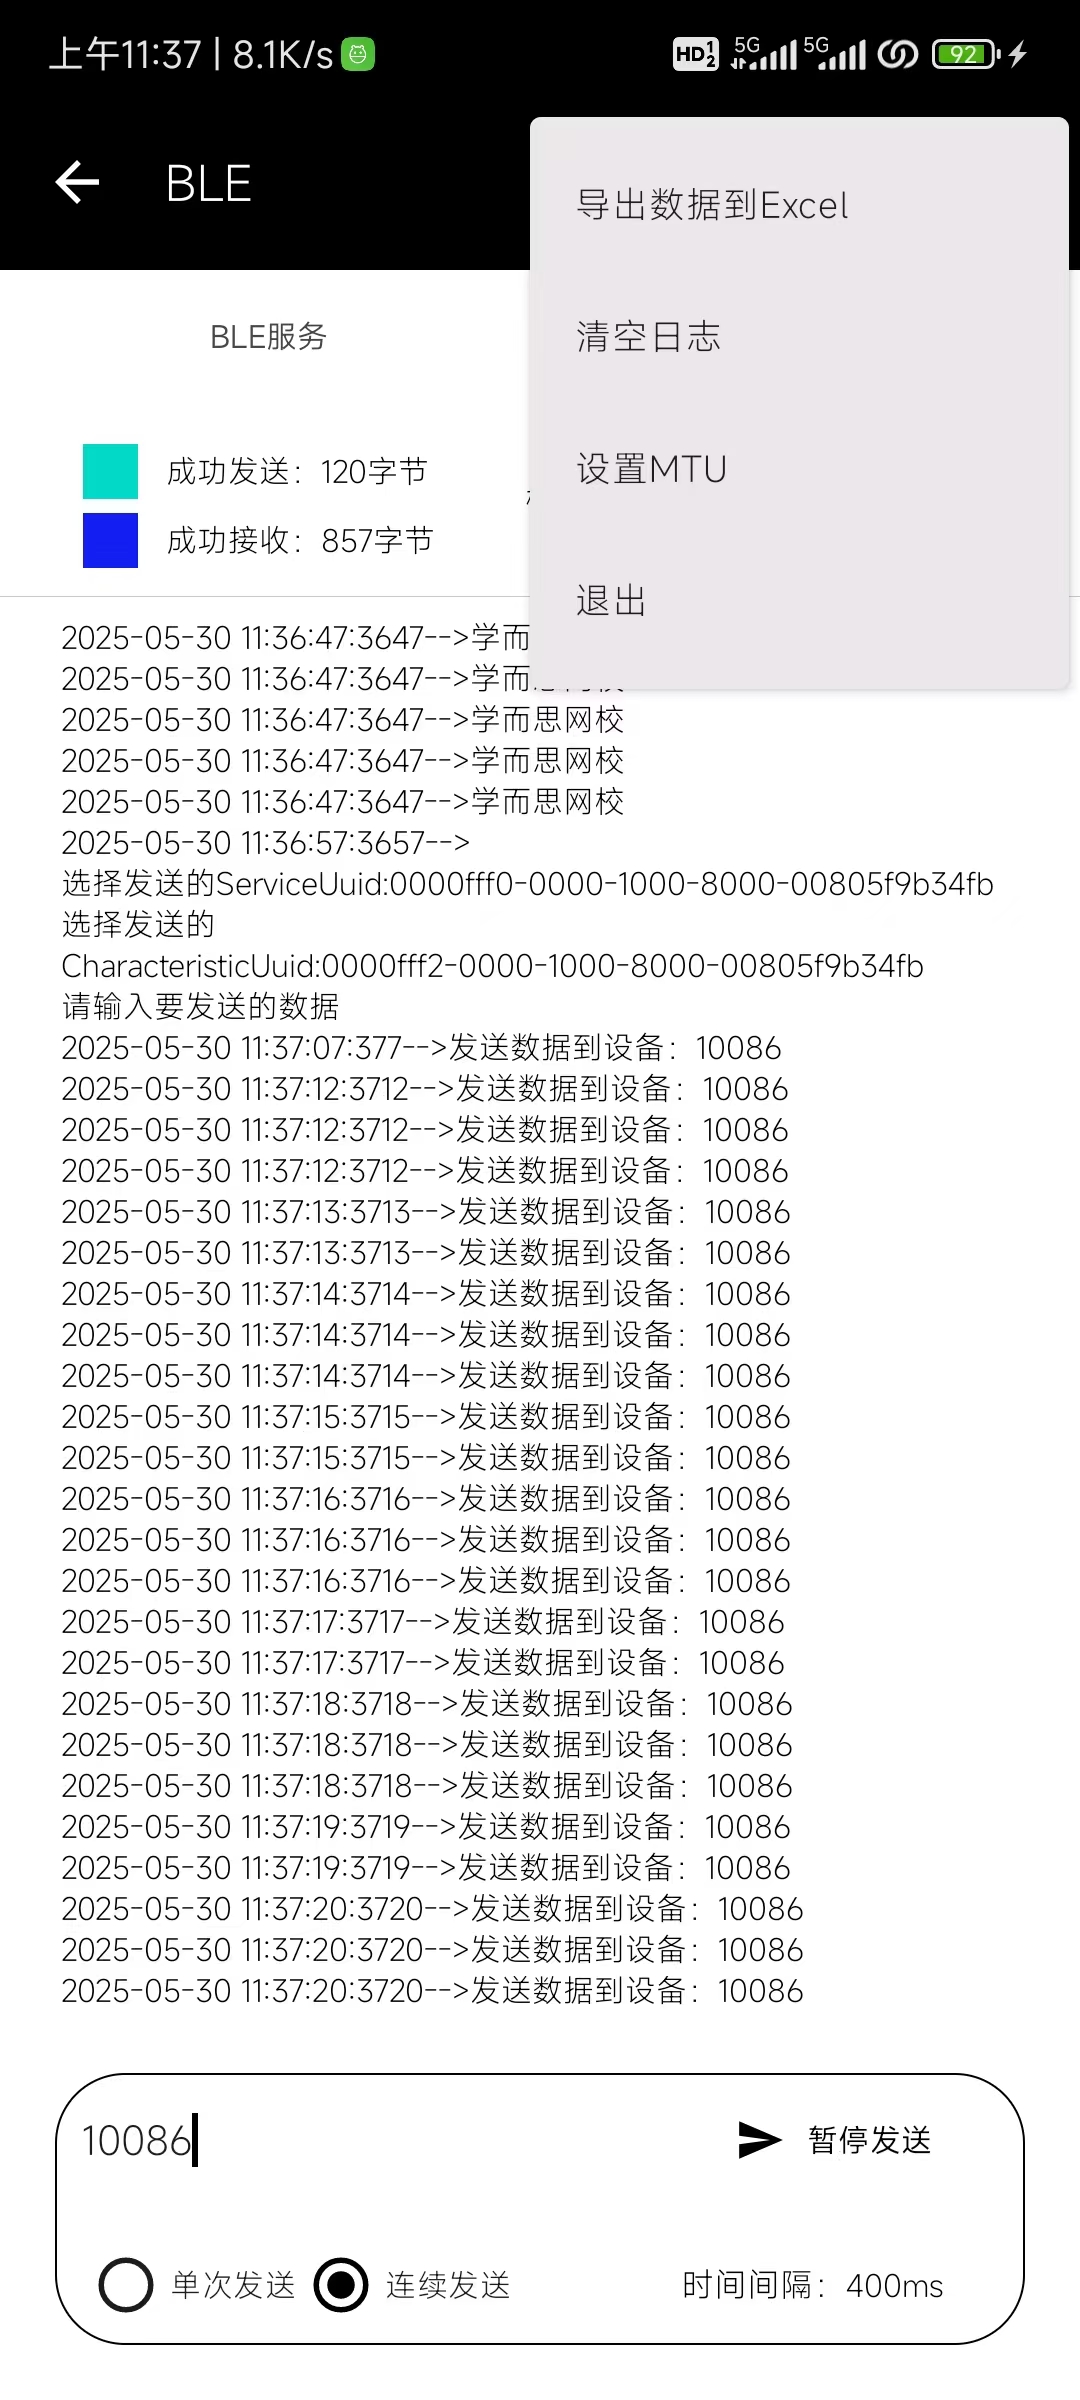 上午11:37 | 8.1K/s
HD 1 2 5G 5G 92
BLE
导出数据到Excel
清空日志
设置MTU
退出
BLE服务
成功发送：120字节
成功接收：857字节
2025-05-30 11:36:47:3647-->学而
2025-05-30 11:36:47:3647-->学而思网校
2025-05-30 11:36:47:3647-->学而思网校
2025-05-30 11:36:47:3647-->学而思网校
2025-05-30 11:36:47:3647-->学而思网校
2025-05-30 11:36:57:3657-->
选择发送的ServiceUuid:0000fff0-0000-1000-8000-00805f9b34fb
选择发送的
CharacteristicUuid:0000fff2-0000-1000-8000-00805f9b34fb
请输入要发送的数据
2025-05-30 11:37:07:377-->发送数据到设备：10086
2025-05-30 11:37:12:3712-->发送数据到设备：10086
2025-05-30 11:37:12:3712-->发送数据到设备：10086
2025-05-30 11:37:12:3712-->发送数据到设备：10086
2025-05-30 11:37:13:3713-->发送数据到设备：10086
2025-05-30 11:37:13:3713-->发送数据到设备：10086
2025-05-30 11:37:14:3714-->发送数据到设备：10086
2025-05-30 11:37:14:3714-->发送数据到设备：10086
2025-05-30 11:37:14:3714-->发送数据到设备：10086
2025-05-30 11:37:15:3715-->发送数据到设备：10086
2025-05-30 11:37:15:3715-->发送数据到设备：10086
2025-05-30 11:37:16:3716-->发送数据到设备：10086
2025-05-30 11:37:16:3716-->发送数据到设备：10086
2025-05-30 11:37:16:3716-->发送数据到设备：10086
2025-05-30 11:37:17:3717-->发送数据到设备：10086
2025-05-30 11:37:17:3717-->发送数据到设备：10086
2025-05-30 11:37:18:3718-->发送数据到设备：10086
2025-05-30 11:37:18:3718-->发送数据到设备：10086
2025-05-30 11:37:18:3718-->发送数据到设备：10086
2025-05-30 11:37:19:3719-->发送数据到设备：10086
2025-05-30 11:37:19:3719-->发送数据到设备：10086
2025-05-30 11:37:20:3720-->发送数据到设备：10086
2025-05-30 11:37:20:3720-->发送数据到设备：10086
2025-05-30 11:37:20:3720-->发送数据到设备：10086
10086
暂停发送
单次发送 连续发送 时间间隔：400ms